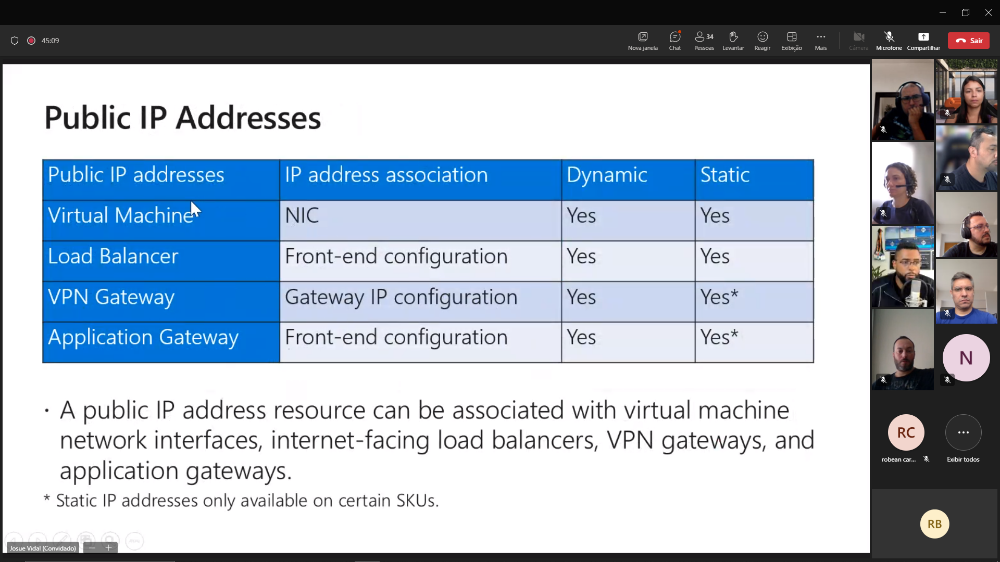 45:09
Nova janela
Chat
34
Pessoas
Levantar
Reagir
Exibição
Mais
Câmera
Microfone
Compartilhar
Sair
Public IP Addresses
Public IP addresses IP address association Dynamic Static
Virtual Machine NIC Yes Yes
Load Balancer Front-end configuration Yes Yes
VPN Gateway Gateway IP configuration Yes Yes*
Application Gateway Front-end configuration Yes Yes*
· A public IP address resource can be associated with virtual machine
network interfaces, internet-facing load balancers, VPN gateways, and
application gateways.
* Static IP addresses only available on certain SKUs.
Josue Vidal (Convidado)
N
RC
robean car...
Exibir todos
RB